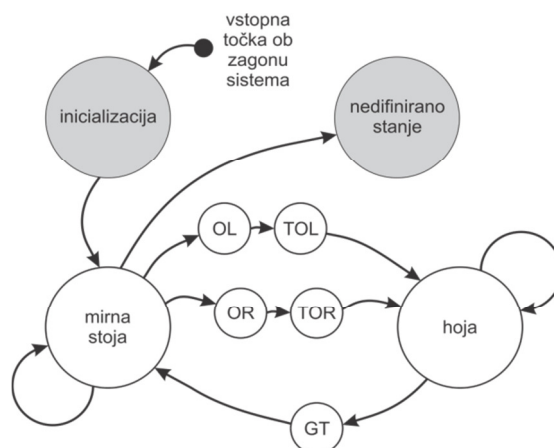 vstopna
točka ob
zagonu
sistema
inicializacija
nedifinirano
stanje
OL
TOL
mirna
stoja
OR
TOR
hoja
GT